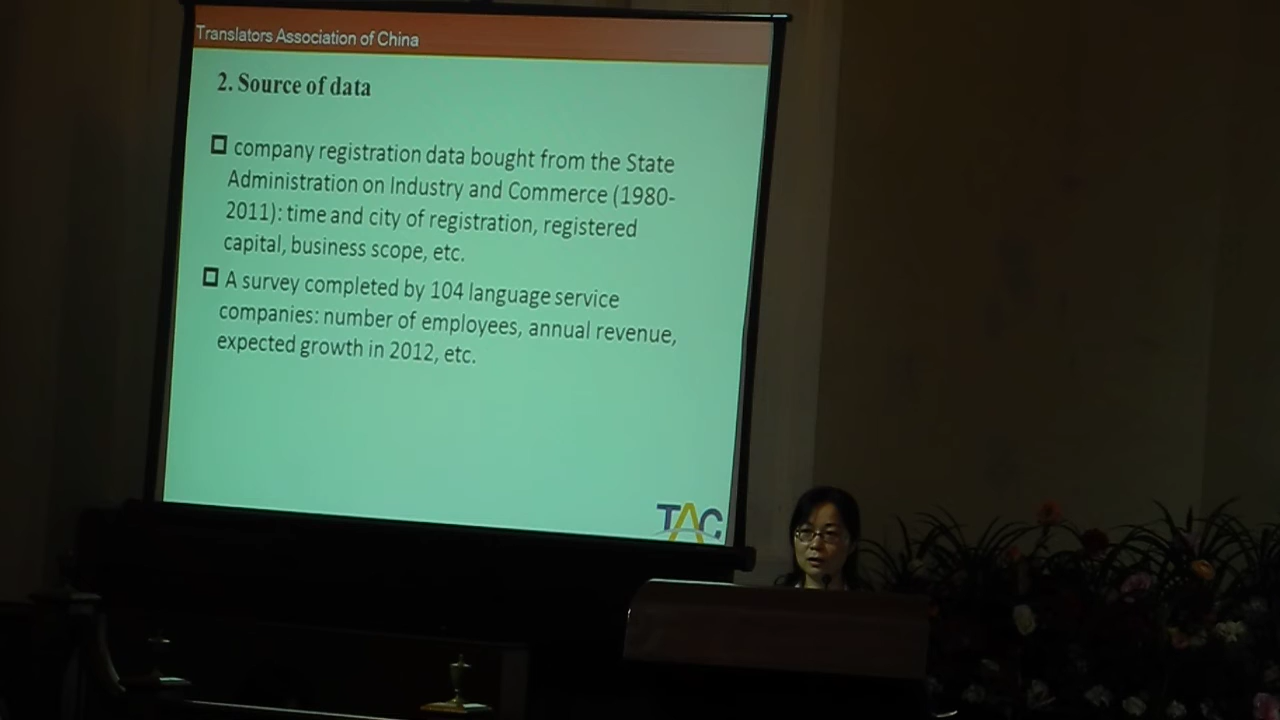 Translators Association of China
2. Source of data
company registration data bought from the State
Administration on Industry and Commerce (1980-
2011): time and city of registration, registered
capital, business scope, etc.
A survey completed by 104 language service
companies: number of employees, annual revenue,
expected growth in 2012, etc.
TAC